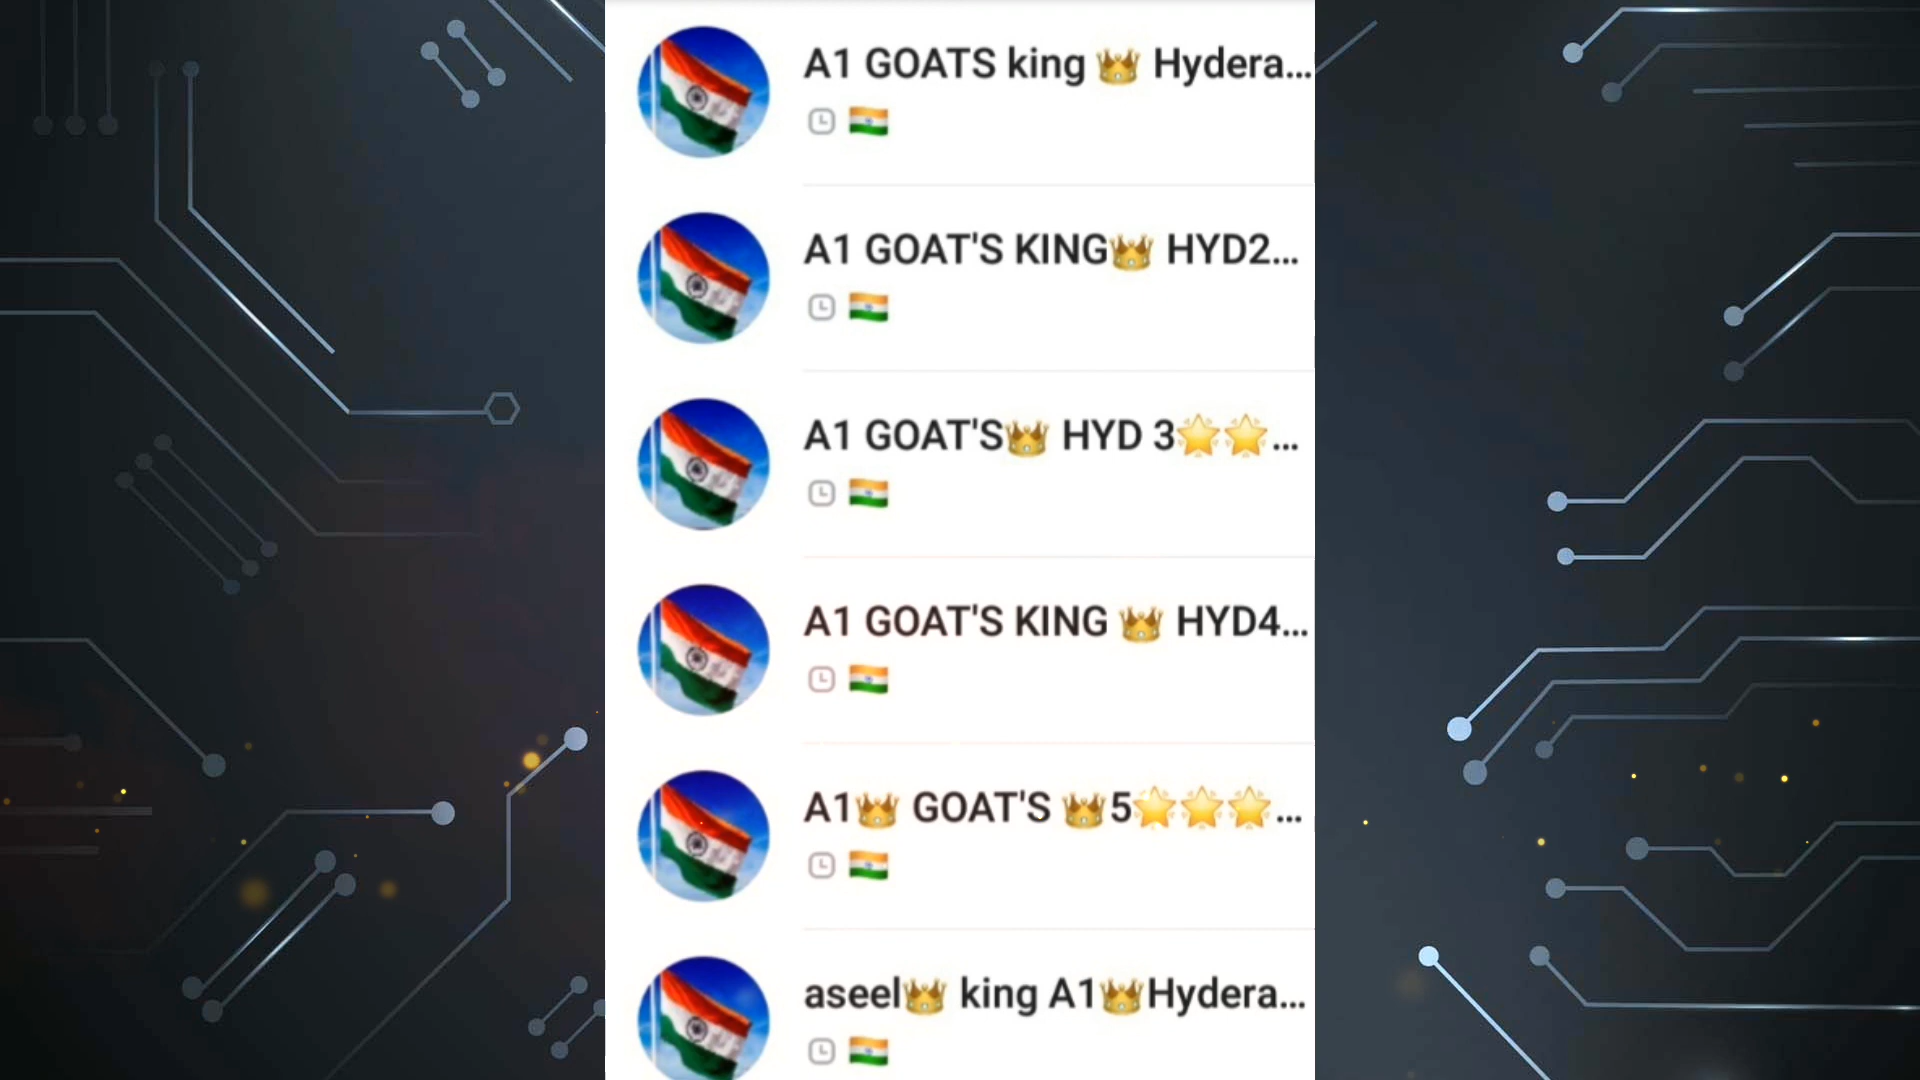 A1 GOATS king 👑 Hydera...
🇮🇳
A1 GOAT'S KING👑 HYD2...
🇮🇳
A1 GOAT'S👑 HYD 3🌟🌟...
🇮🇳
A1 GOAT'S KING 👑 HYD4...
🇮🇳
A1👑 GOAT'S 👑5🌟🌟🌟...
🇮🇳
aseel👑 king A1👑Hydera...
🇮🇳